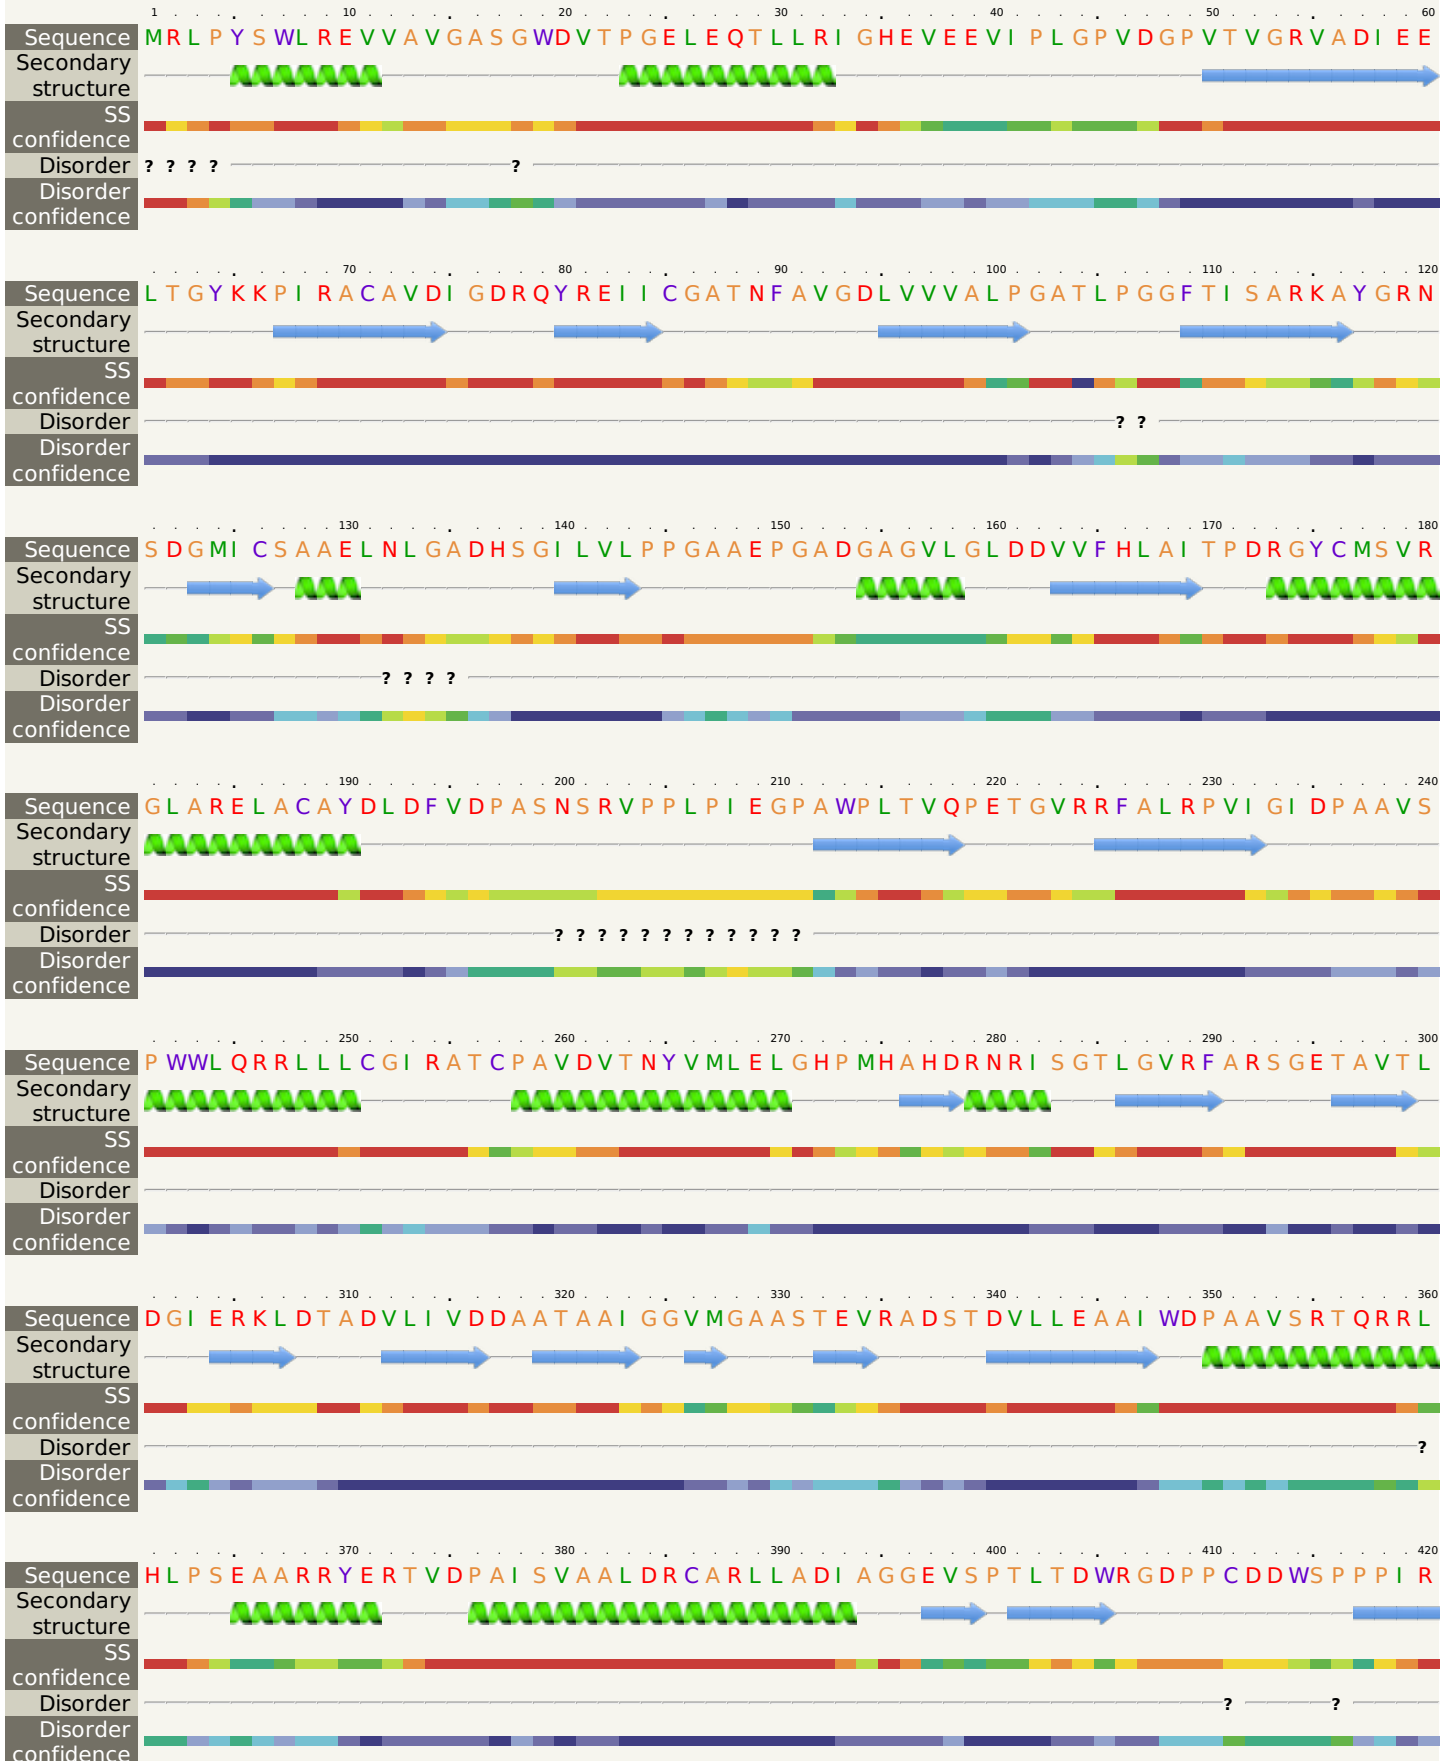 1 10 20 30 40 50 60
Sequence MRLPYSWLREVVAVGASGWDVTPGELEQTLLRIGHEVEEVIPLGPVDGPVTVGRVADIEE
Secondary
structure
SS
confidence
Disorder ? ? ? ? ?
Disorder
confidence
70 80 90 100 110 120
Sequence LTGYKKPIRACAVDIGDRQYREIICGATNFAVGDLVVVALPGATLPGGFTISARKAYGRN
Secondary
structure
SS
confidence
Disorder ? ?
Disorder
confidence
130 140 150 160 170 180
Sequence SDGMICSAAELNLGADHSGILVLPPGAAEPGADGAGVLGLDDVVFHLAITPDRGYCMSVR
Secondary
structure
SS
confidence
Disorder ? ? ? ?
Disorder
confidence
190 200 210 220 230 240
Sequence GLARELACAYDLDFVDPASNSRVPPLPIEGPAWPLTVQPETGVRRFALRPVIGIDPAAVS
Secondary
structure
SS
confidence
Disorder ? ? ? ? ? ? ? ? ? ? ? ?
Disorder
confidence
250 260 270 280 290 300
Sequence PWWLQRRLLLCGIRATCPAVDVTNYVMLELGHPMHAHDRNRISGTLGVRFARSGETAVTL
Secondary
structure
SS
confidence
Disorder
Disorder
confidence
310 320 330 340 350 360
Sequence DGIERKLDTADVLIVDDAATAAIGGVMGAASTEVRADSTDVLLEAAIWDPAAVSRTQRRL
Secondary
structure
SS
confidence
Disorder ?
Disorder
confidence
370 380 390 400 410 420
Sequence HLPSEAARRYERTVDPAISVAALDRCARLLADIAGGEVSPTLTDWRGDPPCDDWSPPPIR
Secondary
structure
SS
confidence
Disorder ? ?
Disorder
confidence